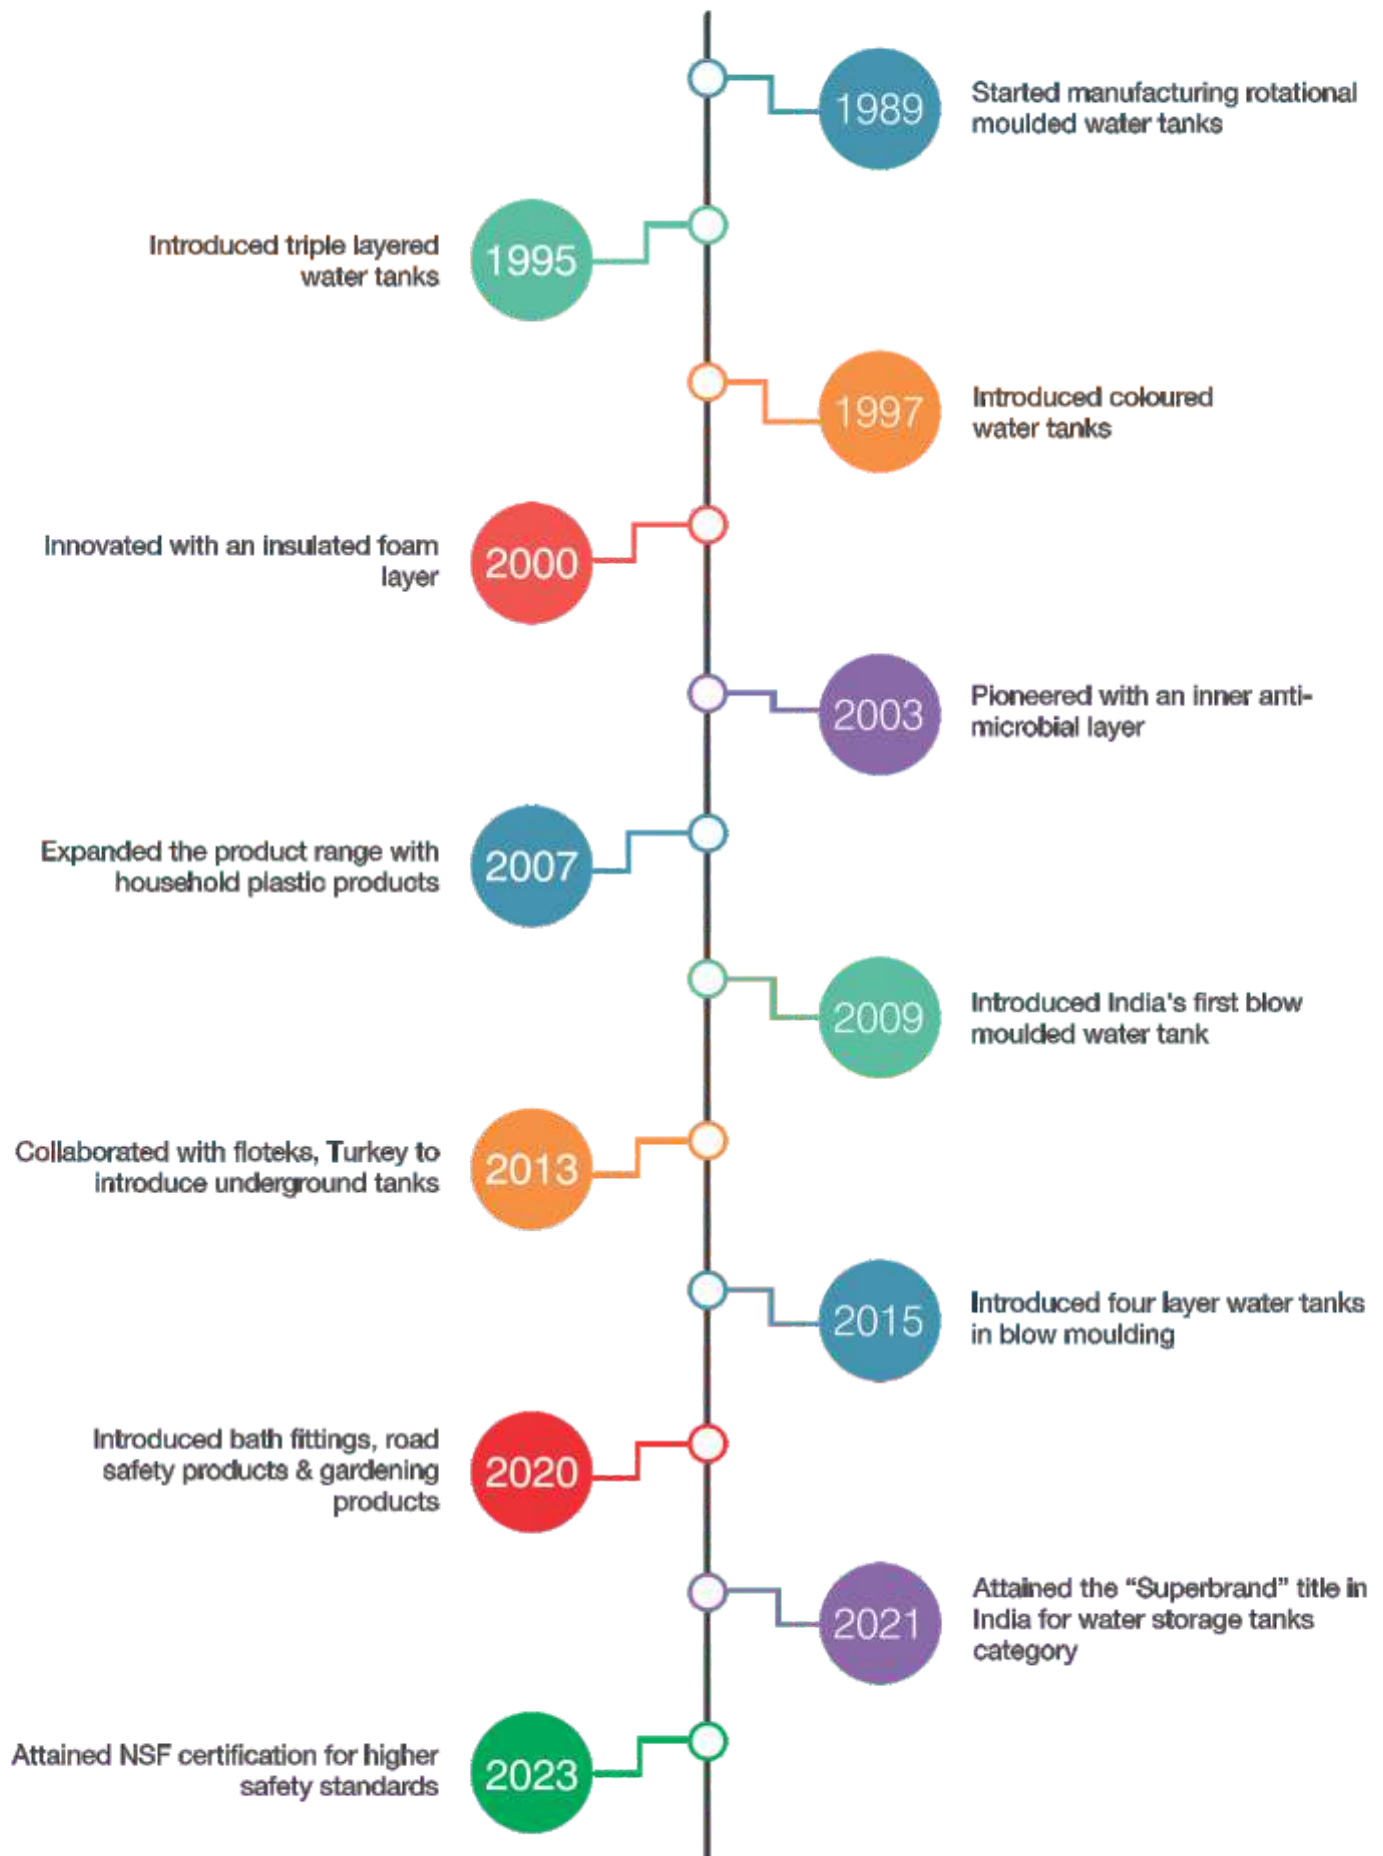 1989
Started manufacturing rotational
moulded water tanks
1995
Introduced triple layered
water tanks
1997
Introduced coloured
water tanks
2000
Innovated with an insulated foam
layer
2003
Pioneered with an inner anti-
microbial layer
2007
Expanded the product range with
household plastic products
2009
Introduced India's first blow
moulded water tank
2013
Collaborated with floteks, Turkey to
introduce underground tanks
2015
Introduced four layer water tanks
in blow moulding
2020
Introduced bath fittings, road
safety products & gardening
products
2021
Attained the “Superbrand” title in
India for water storage tanks
category
2023
Attained NSF certification for higher
safety standards